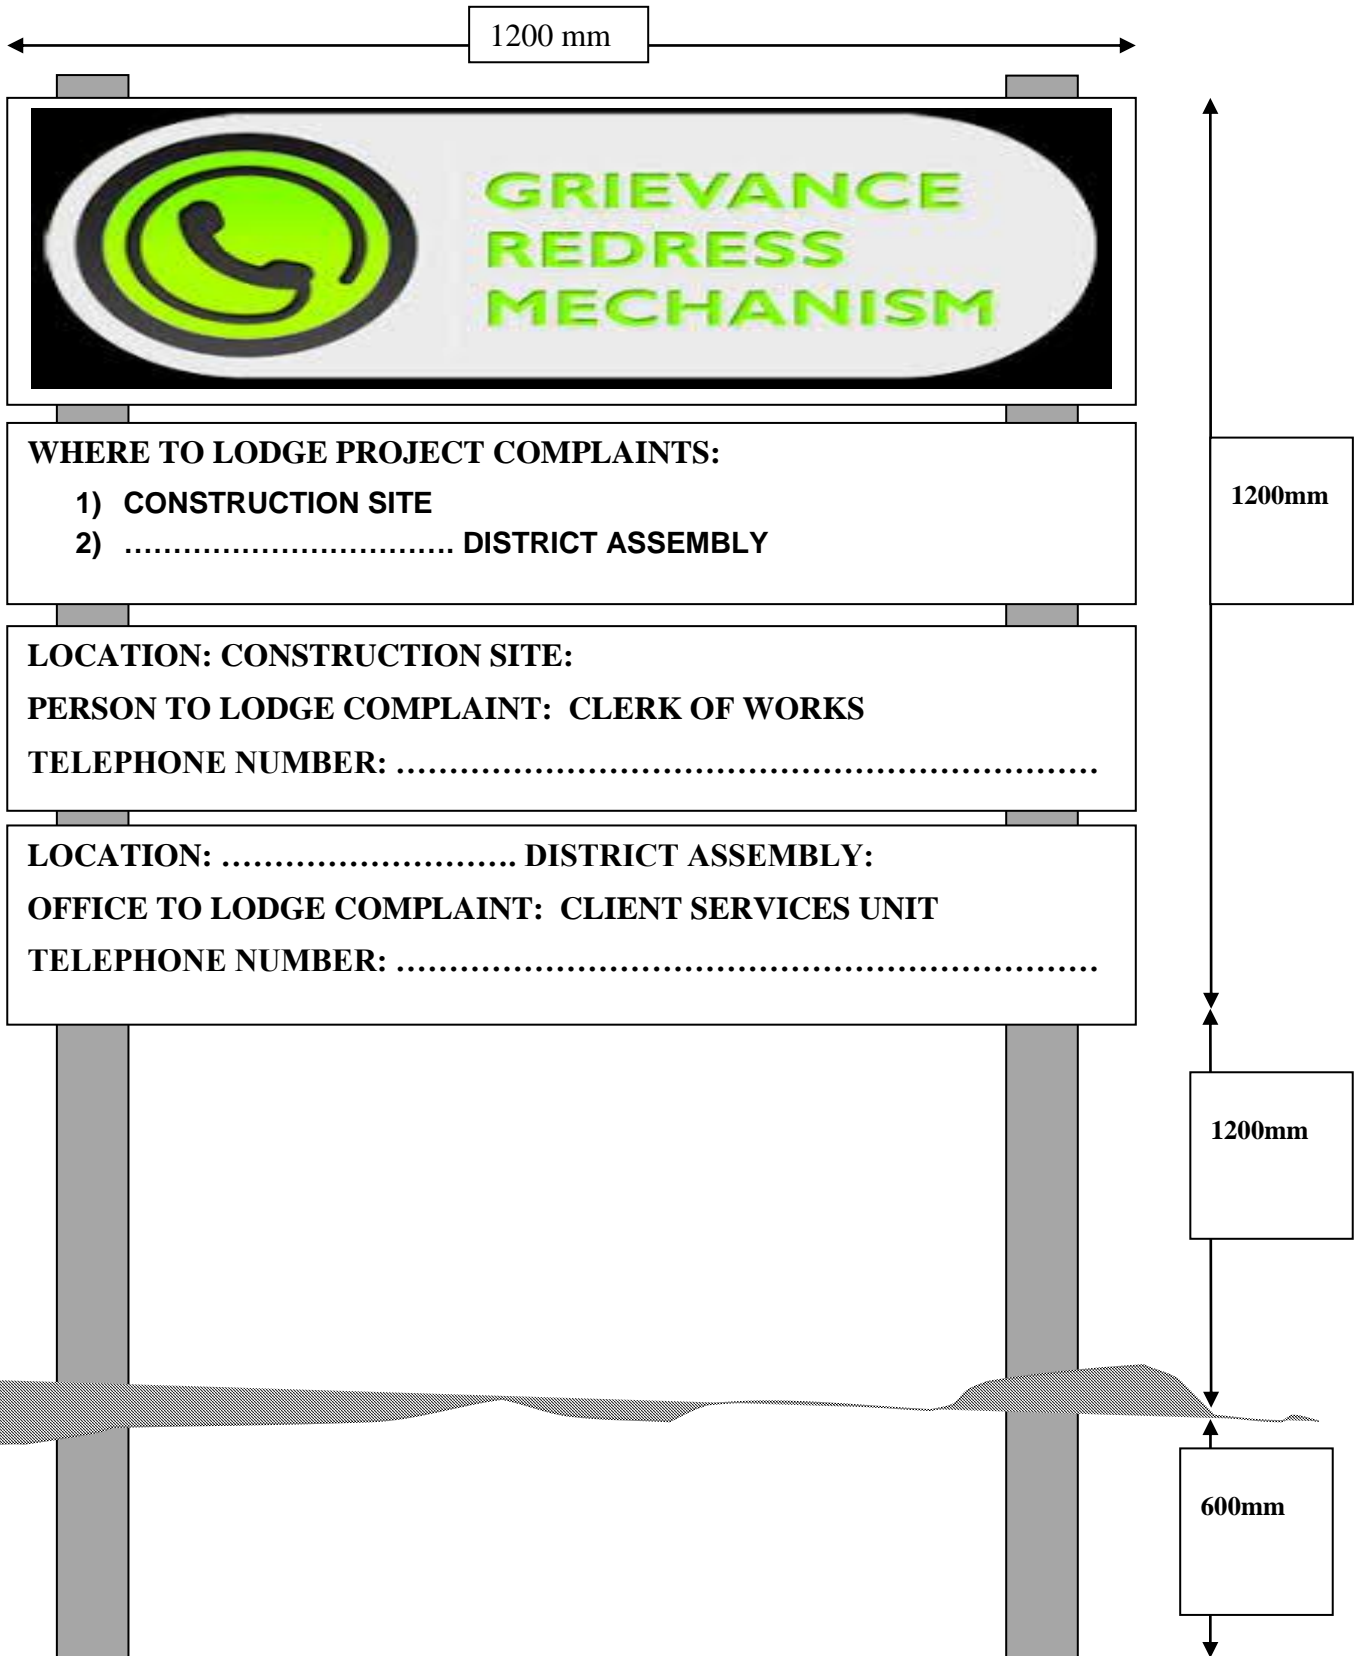 1200 mm
GRIEVANCE
REDRESS
MECHANISM
WHERE TO LODGE PROJECT COMPLAINTS:
1) CONSTRUCTION SITE
2) ……………………………. DISTRICT ASSEMBLY
1200mm
LOCATION: CONSTRUCTION SITE:
PERSON TO LODGE COMPLAINT: CLERK OF WORKS
TELEPHONE NUMBER: …………………………………………………………
LOCATION: ………………………. DISTRICT ASSEMBLY:
OFFICE TO LODGE COMPLAINT: CLIENT SERVICES UNIT
TELEPHONE NUMBER: …………………………………………………………
1200mm
600mm